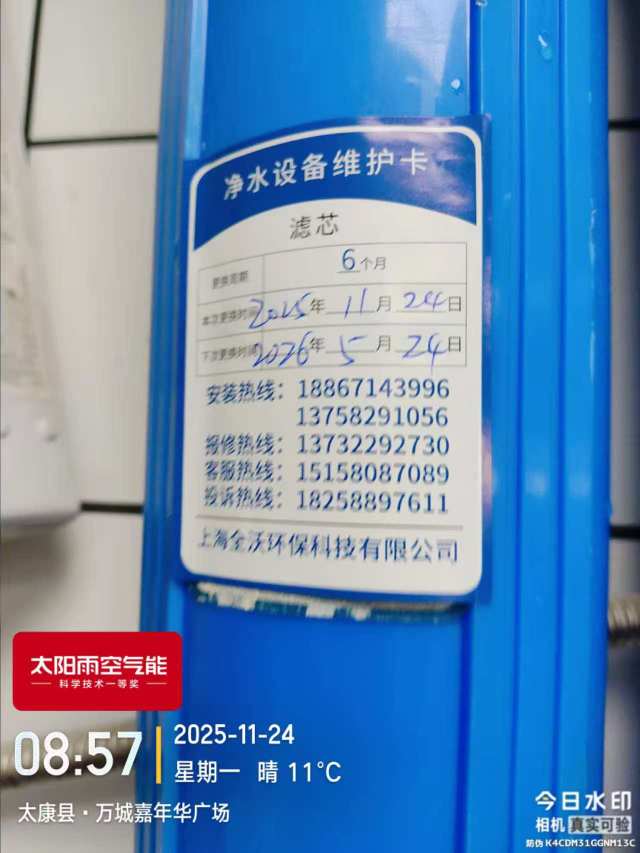 净水设备维护卡
滤芯
更换周期 6个月
本次更换时间 2025年 11月 24日
下次更换时间 2026年 5月 24日
安装热线：18867143996
13758291056
报修热线：13732292730
客服热线：15158087089
投诉热线：18258897611
上海全沃环保科技有限公司
太阳雨空气能
科学技术一等奖
08:57
2025-11-24
星期一 晴 11°C
太康县·万城嘉年华广场
今日水印
相机 真实可验
防伪 K4CDM31GGNM13C